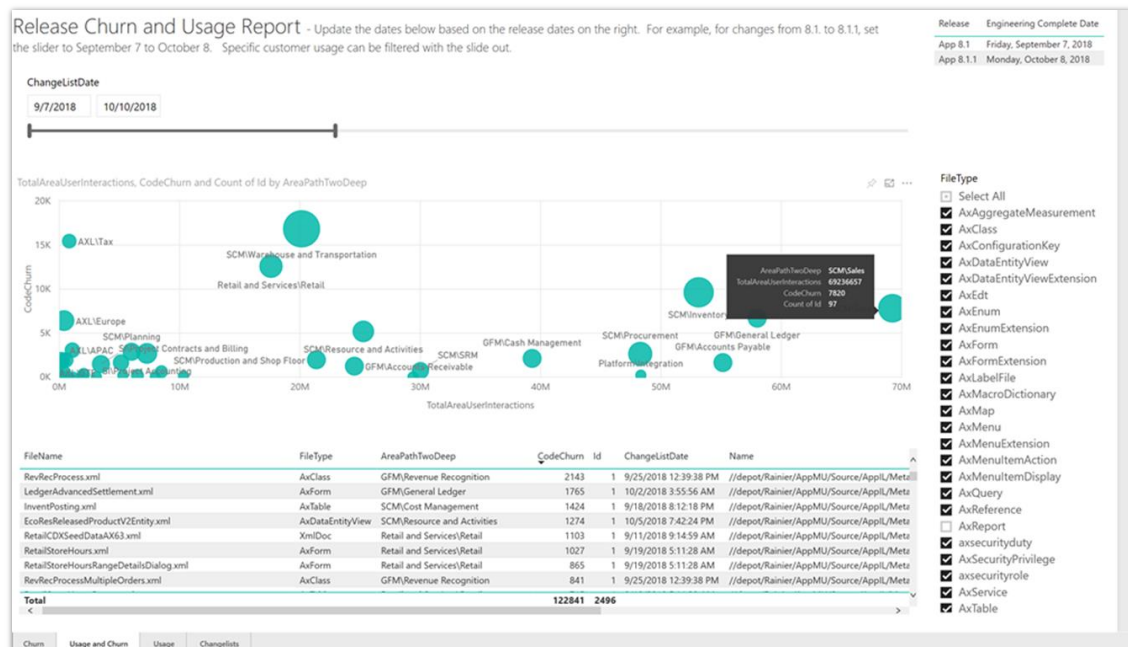 Release Churn and Usage Report - Update the dates below based on the release dates on the right. For example, for changes from 8.1. to 8.1.1, set
the slider to September 7 to October 8. Specific customer usage can be filtered with the slide out.
Release Engineering Complete Date
App 8.1 Friday, September 7, 2018
App 8.1.1 Monday, October 8, 2018
ChangeListDate
9/7/2018 10/10/2018
TotalAreaUserInteractions, CodeChurn and Count of Id by AreaPathTwoDeep
20K
15K
10K
5K
0K
CodeChurn
AXL\Tax
SCM\Warehouse and Transportation
Retail and Services\Retail
AXL\Europe
SCM\Planning
AXL\APAC
Project Contracts and Billing
SCM\Production and Shop Floor
SCM\Resource and Activities
GFM\Accounts Receivable
SCM\SRM
GFM\Cash Management
SCM\Procurement
Platform\Integration
SCM\Inventory
GFM\General Ledger
GFM\Accounts Payable
Project Accounting
AreaPathTwoDeep SCM\Sales
TotalAreaUserInteractions 69236657
CodeChurn 7820
Count of Id 97
0M 10M 20M 30M 40M 50M 60M 70M
TotalAreaUserInteractions
FileType
Select All
AxAggregateMeasurement
AxClass
AxConfigurationKey
AxDataEntityView
AxDataEntityViewExtension
AxEdt
AxEnum
AxEnumExtension
AxForm
AxFormExtension
AxLabelFile
AxMacroDictionary
AxMap
AxMenu
AxMenuExtension
AxMenuItemAction
AxMenuItemDisplay
AxQuery
AxReference
AxReport
axsecurityduty
AxSecurityPrivilege
axsecurityrole
AxService
AxTable
FileName FileType AreaPathTwoDeep CodeChurn Id ChangeListDate Name
RevRecProcess.xml AxClass GFM\Revenue Recognition 2143 1 9/25/2018 12:39:38 PM //depot/Rainier/AppMU/Source/AppIL/Meta
LedgerAdvancedSettlement.xml AxForm GFM\General Ledger 1765 1 10/2/2018 3:55:56 AM //depot/Rainier/AppMU/Source/AppIL/Meta
InventPosting.xml AxTable SCM\Cost Management 1424 1 9/18/2018 8:12:18 PM //depot/Rainier/AppMU/Source/AppIL/Meta
EcoResReleasedProductV2Entity.xml AxDataEntityView SCM\Resource and Activities 1274 1 10/5/2018 7:42:24 PM //depot/Rainier/AppMU/Source/AppIL/Meta
RetailCDXSeedDataAX63.xml XmlDoc Retail and Services\Retail 1103 1 9/11/2018 9:14:59 AM //depot/Rainier/AppMU/Source/AppIL/Meta
RetailStoreHours.xml AxForm Retail and Services\Retail 1027 1 9/19/2018 5:11:28 AM //depot/Rainier/AppMU/Source/AppIL/Meta
RetailStoreHoursRangeDetailsDialog.xml AxForm Retail and Services\Retail 865 1 9/19/2018 5:11:28 AM //depot/Rainier/AppMU/Source/AppIL/Meta
RevRecProcessMultipleOrders.xml AxClass GFM\Revenue Recognition 841 1 9/25/2018 12:39:38 PM //depot/Rainier/AppMU/Source/AppIL/Meta
Total 122841 2496
Churn Usage and Churn Usage Changelists